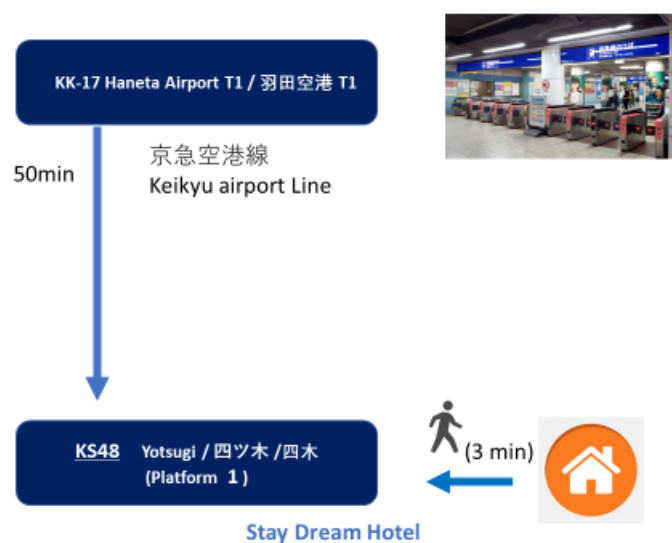 KK-17 Haneta Airport T1 / 羽田空港 T1
50min
京急空港線
Keikyu airport Line
KS48 Yotsugi / 四ツ木 /四木
(Platform 1 )
(3 min)
Stay Dream Hotel